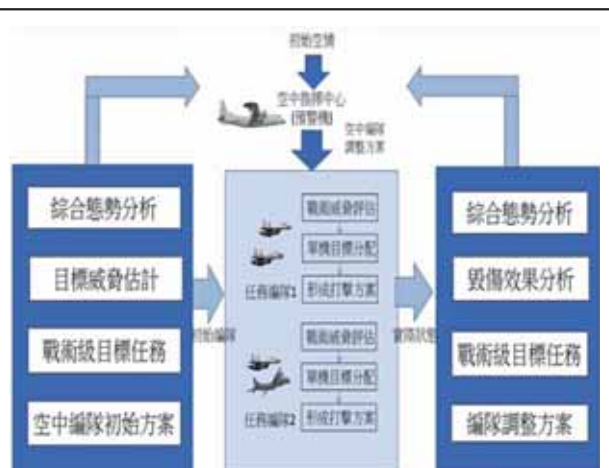 初始空情
空中指揮中心
(預警機)
空中編隊
調整方案
綜合態勢分析
目標威脅估計
戰術級目標任務
空中編隊初始方案
初始編隊
戰術威脅評估
單機目標分配
形成打擊方案
任務編隊1
戰術威脅評估
單機目標分配
形成打擊方案
任務編隊2
實際狀態
綜合態勢分析
毀傷效果分析
戰術級目標任務
編隊調整方案